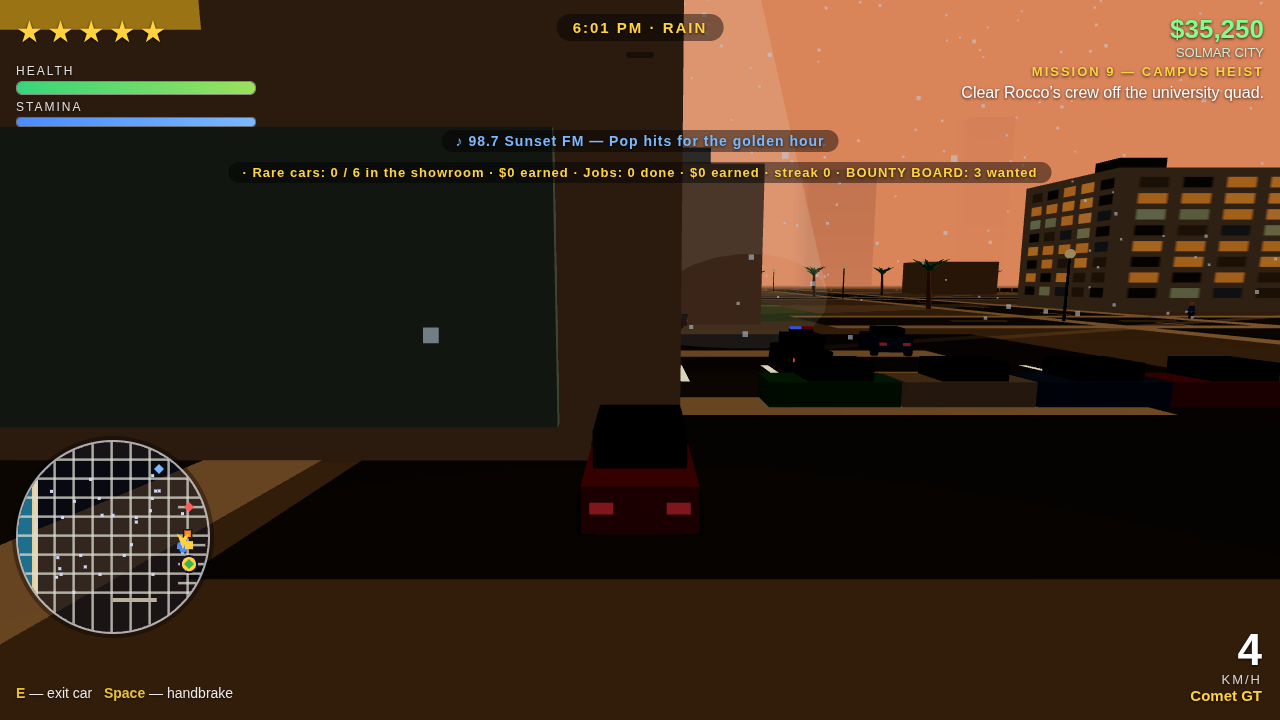 ★★★★★
6:01 PM · RAIN
$35,250
SOLMAR CITY
HEALTH
MISSION 9 — CAMPUS HEIST
Clear Rocco's crew off the university quad.
STAMINA
♪ 98.7 Sunset FM — Pop hits for the golden hour
· Rare cars: 0 / 6 in the showroom · $0 earned · Jobs: 0 done · $0 earned · streak 0 · BOUNTY BOARD: 3 wanted
4
KM/H
Comet GT
E — exit car Space — handbrake